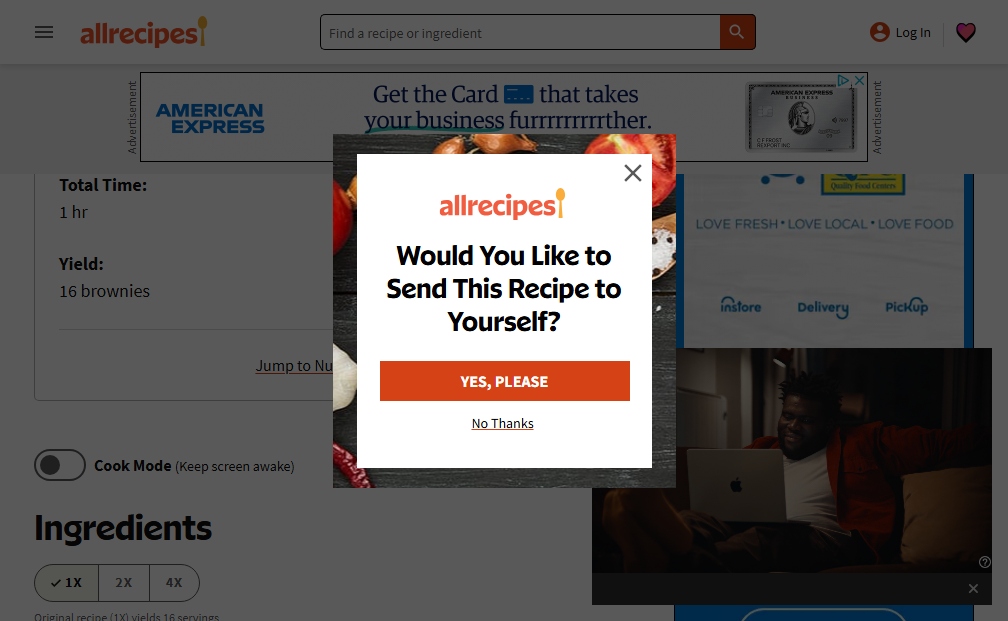 allrecipes
Find a recipe or ingredient
Log In
Advertisement
AMERICAN
EXPRESS
Get the Card that takes
your business furrrrrrrrrther.
AMERICAN EXPRESS
BUSINESS
C F FROST
Advertisement
Total Time:
1 hr
Yield:
16 brownies
Jump to Nu
Cook Mode (Keep screen awake)
Ingredients
1X
2X
4X
Original recipe (1X) yields 16 servings
allrecipes
Would You Like to
Send This Recipe to
Yourself?
YES, PLEASE
No Thanks
Quality Food Centers
LOVE FRESH • LOVE LOCAL • LOVE FOOD
instore
Delivery
PickUp